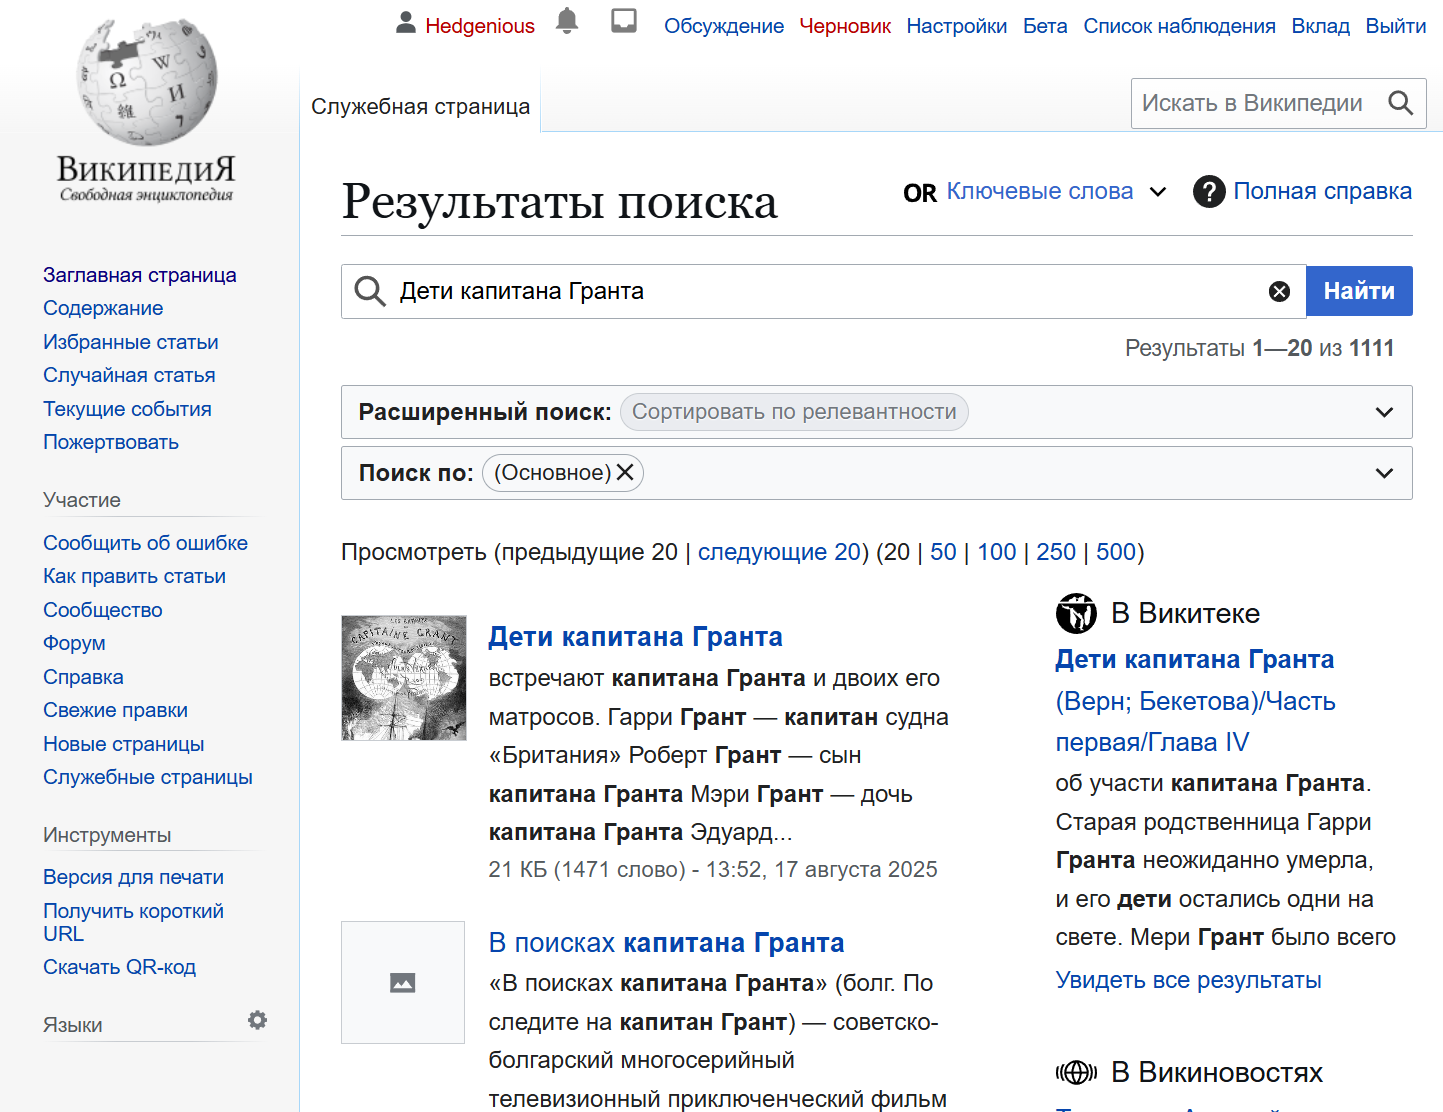 Hedgenious Обсуждение Черновик Настройки Бета Список наблюдения Вклад Выйти
Служебная страница
Искать в Википедии
Ω W И 維 7
ВикипедиЯ
Свободная энциклопедия
Заглавная страница
Содержание
Избранные статьи
Случайная статья
Текущие события
Пожертвовать
Участие
Сообщить об ошибке
Как править статьи
Сообщество
Форум
Справка
Свежие правки
Новые страницы
Служебные страницы
Инструменты
Версия для печати
Получить короткий
URL
Скачать QR-код
Языки
Результаты поиска
OR Ключевые слова
? Полная справка
Дети капитана Гранта
Найти
Результаты 1—20 из 1111
Расширенный поиск: Сортировать по релевантности
Поиск по: (Основное)
Просмотреть (предыдущие 20 | следующие 20) (20 | 50 | 100 | 250 | 500)
CAPITAINE GRANT
Дети капитана Гранта
встречают капитана Гранта и двоих его
матросов. Гарри Грант — капитан судна
«Британия» Роберт Грант — сын
капитана Гранта Мэри Грант — дочь
капитана Гранта Эдуард...
21 КБ (1471 слово) - 13:52, 17 августа 2025
В поисках капитана Гранта
«В поисках капитана Гранта» (болг. По
следите на капитан Грант) — советско-
болгарский многосерийный
телевизионный приключенческий фильм
В Викитеке
Дети капитана Гранта
(Верн; Бекетова)/Часть
первая/Глава IV
об участи капитана Гранта.
Старая родственница Гарри
Гранта неожиданно умерла,
и его дети остались одни на
свете. Мери Грант было всего
Увидеть все результаты
В Викиновостях